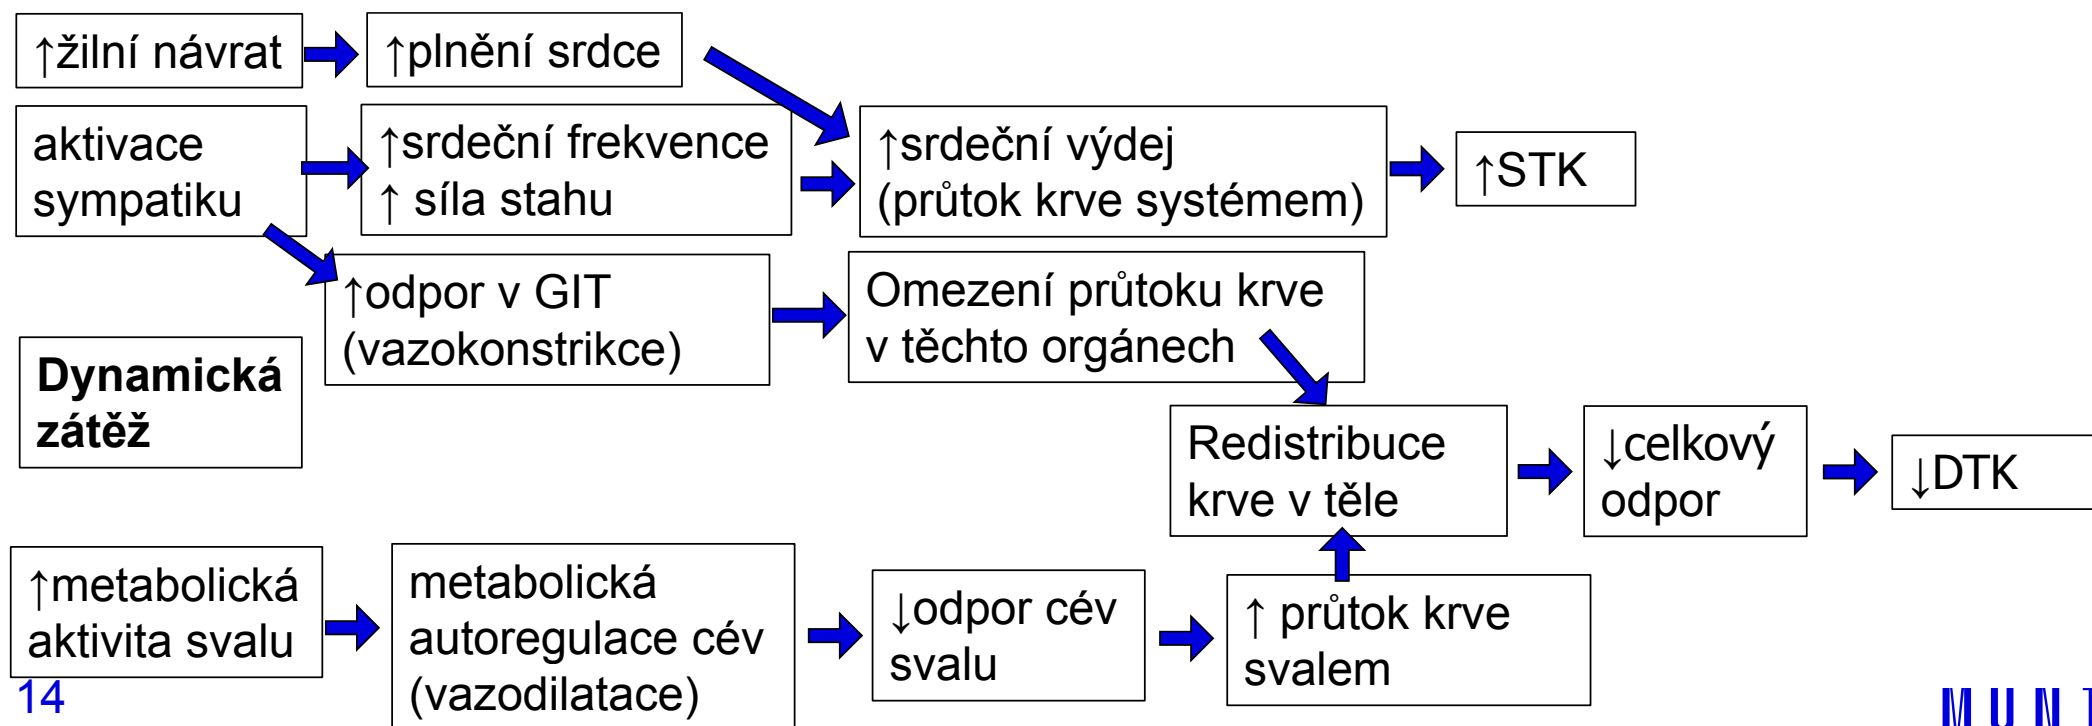 ↑žilní návrat
↑plnění srdce
aktivace
sympatiku
↑srdeční frekvence
↑ síla stahu
↑srdeční výdej
(průtok krve systémem)
↑STK
↑odpor v GIT
(vazokonstrikce)
Omezení průtoku krve
v těchto orgánech
Dynamická
zátěž
Redistribuce
krve v těle
↓celkový
odpor
↓DTK
↑metabolická
aktivita svalu
metabolická
autoregulace cév
(vazodilatace)
↓odpor cév
svalu
↑ průtok krve
svalem
14